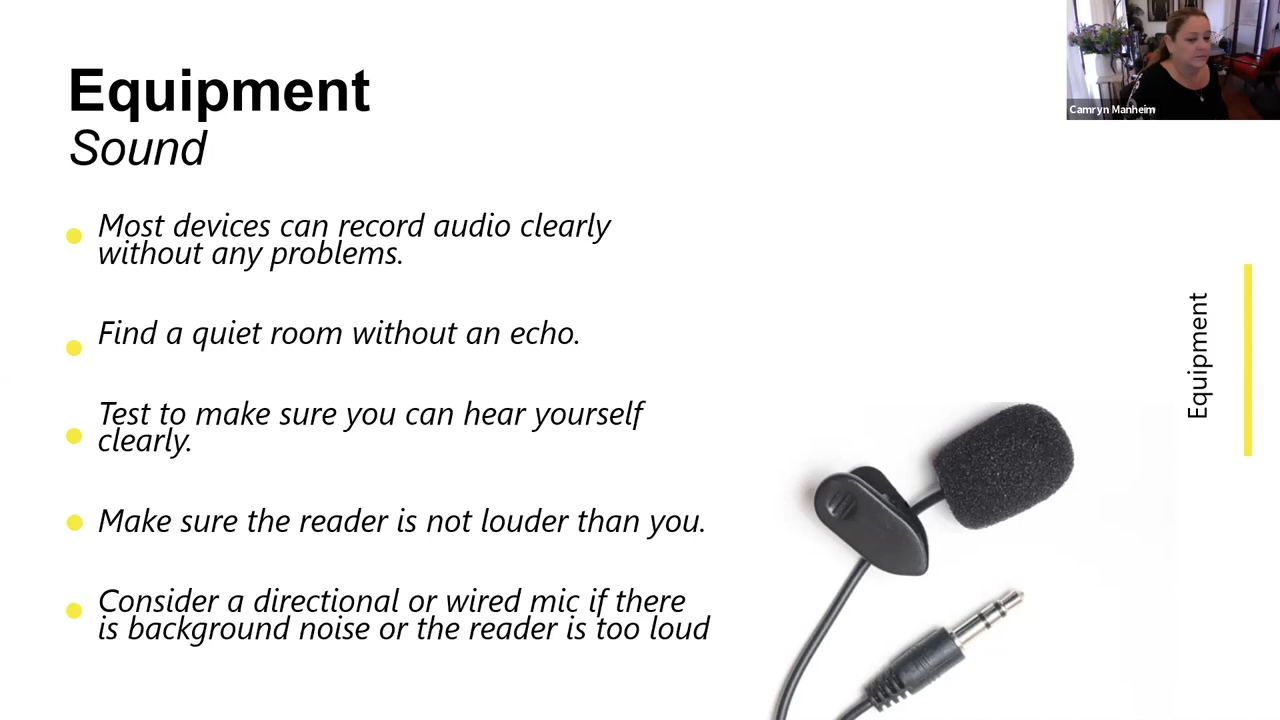 Equipment
Sound
Camryn Manheim
Most devices can record audio clearly
without any problems.
Find a quiet room without an echo.
Test to make sure you can hear yourself
clearly.
Make sure the reader is not louder than you.
Consider a directional or wired mic if there
is background noise or the reader is too loud
Equipment